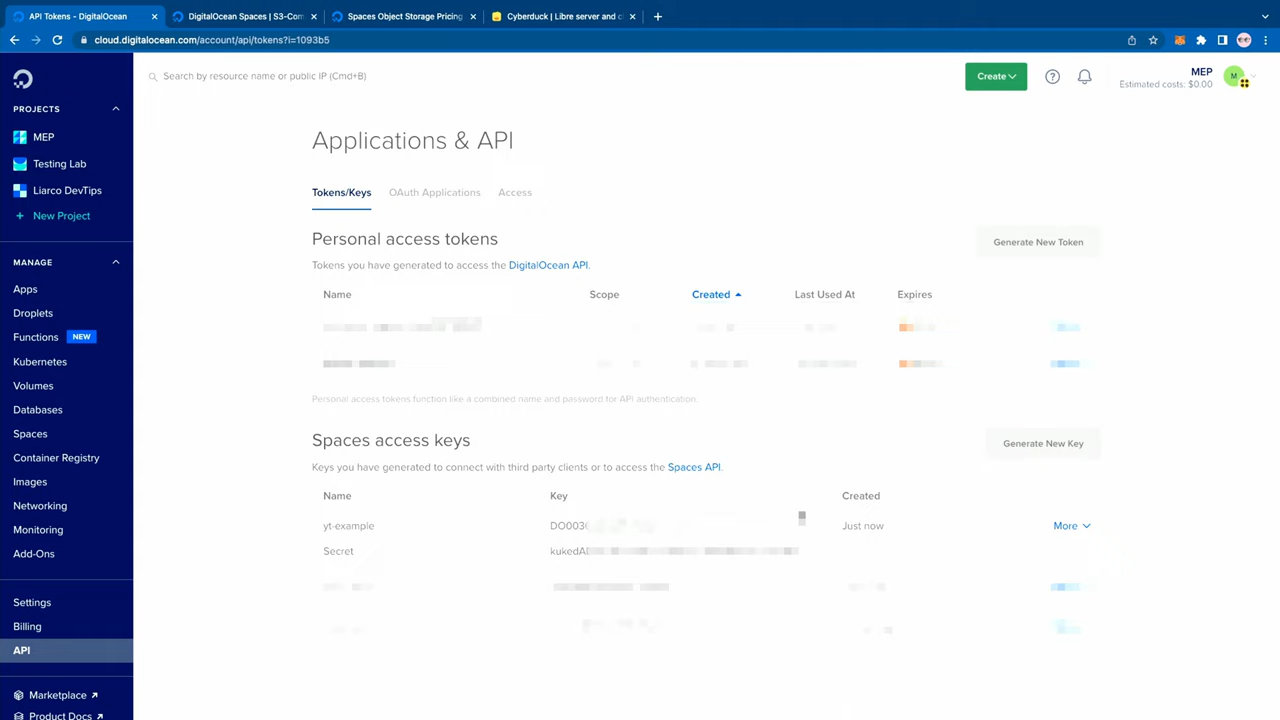 API Tokens - DigitalOcean
DigitalOcean Spaces | S3-Com
Spaces Object Storage Pricing
Cyberduck | Libre server and c
cloud.digitalocean.com/account/api/tokens?i=1093b5
Search by resource name or public IP (Cmd+B)
Create
MEP
Estimated costs: $0.00
M
PROJECTS
MEP
Testing Lab
Liarco DevTips
+ New Project
MANAGE
Apps
Droplets
Functions NEW
Kubernetes
Volumes
Databases
Spaces
Container Registry
Images
Networking
Monitoring
Add-Ons
Settings
Billing
API
Marketplace
Product Docs
Applications & API
Tokens/Keys OAuth Applications Access
Personal access tokens
Generate New Token
Tokens you have generated to access the DigitalOcean API.
Name Scope Created Last Used At Expires
Personal access tokens function like a combined name and password for API authentication.
Spaces access keys
Generate New Key
Keys you have generated to connect with third party clients or to access the Spaces API.
Name Key Created
yt-example Just now More
Secret